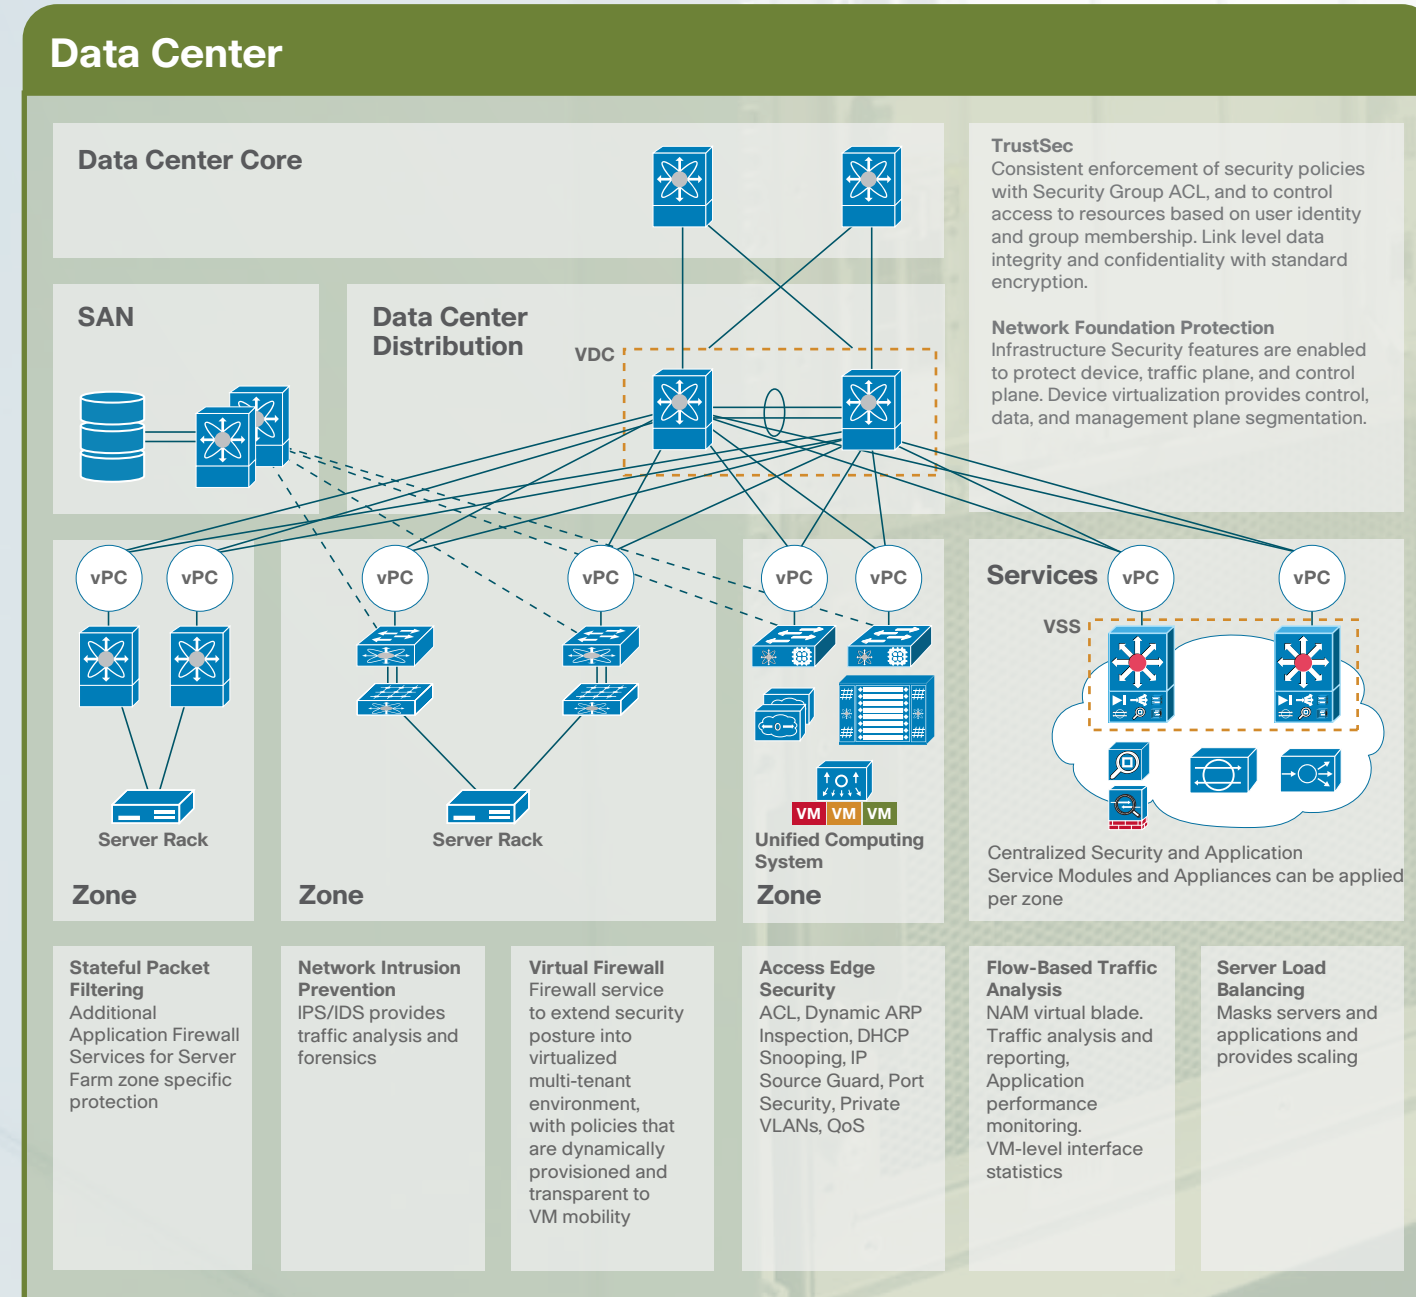 Data Center
Data Center Core
TrustSec
Consistent enforcement of security policies
with Security Group ACL, and to control
access to resources based on user identity
and group membership. Link level data
integrity and confidentiality with standard
encryption.
Network Foundation Protection
Infrastructure Security features are enabled
to protect device, traffic plane, and control
plane. Device virtualization provides control,
data, and management plane segmentation.
SAN
Data Center
Distribution
VDC
vPC
vPC
vPC
vPC
vPC
vPC
Services
vPC
vPC
VSS
Server Rack
Zone
Server Rack
Zone
VM
VM
VM
Unified Computing
System
Zone
Centralized Security and Application
Service Modules and Appliances can be applied
per zone
Stateful Packet
Filtering
Additional
Application Firewall
Services for Server
Farm zone specific
protection
Network Intrusion
Prevention
IPS/IDS provides
traffic analysis and
forensics
Virtual Firewall
Firewall service
to extend security
posture into
virtualized
multi-tenant
environment,
with policies that
are dynamically
provisioned and
transparent to
VM mobility
Access Edge
Security
ACL, Dynamic ARP
Inspection, DHCP
Snooping, IP
Source Guard, Port
Security, Private
VLANs, QoS
Flow-Based Traffic
Analysis
NAM virtual blade.
Traffic analysis and
reporting,
Application
performance
monitoring.
VM-level interface
statistics
Server Load
Balancing
Masks servers and
applications and
provides scaling